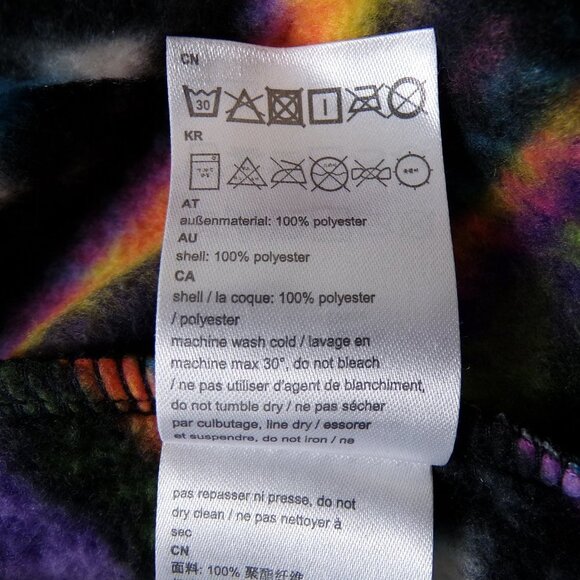 CN
30
KR
AT
außenmaterial: 100% polyester
AU
shell: 100% polyester
CA
shell / la coque: 100% polyester
/ polyester
machine wash cold / lavage en
machine max 30°, do not bleach
/ ne pas utiliser d'agent de blanchiment,
do not tumble dry / ne pas sécher
par culbutage, line dry / essorer
et suspendre, do not iron / ne
pas repasser ni presse, do not
dry clean / ne pas nettoyer à
sec
CN
面料: 100% 聚酯纤维